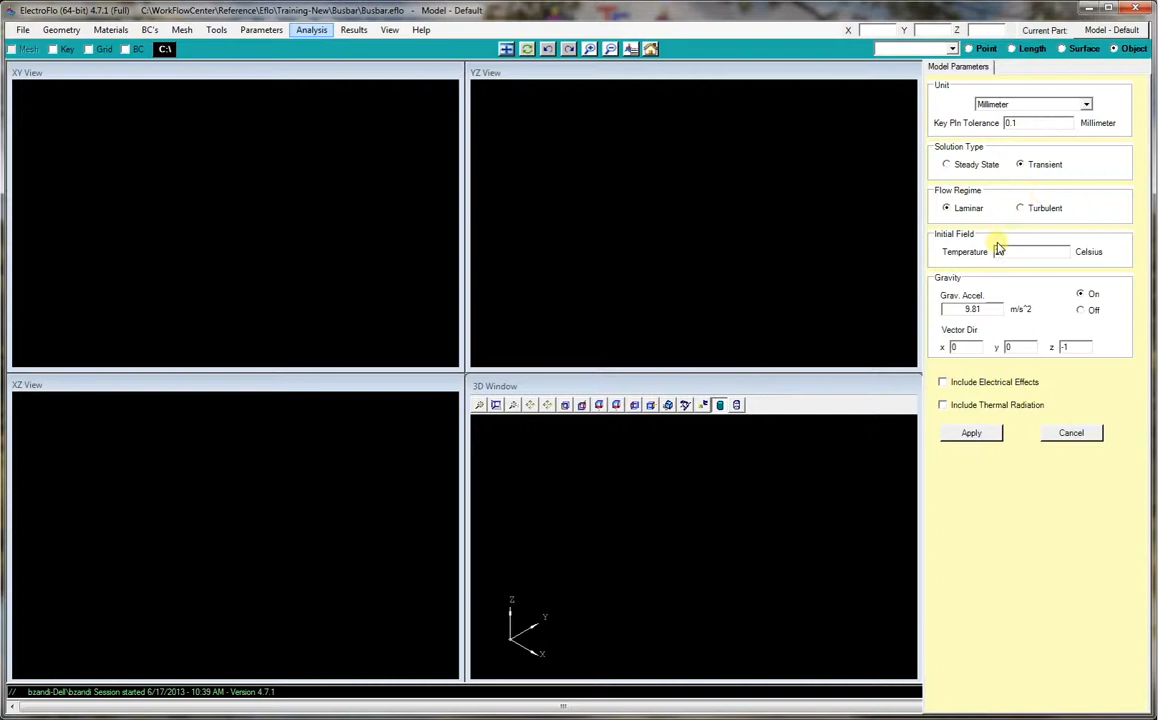 ElectroFlo (64-bit) 4.7.1 (Full) C:\WorkFlowCenter\Reference\Eflo\Training-New\Busbar\Busbar.eflo Model - Default
File Geometry Materials BC's Mesh Tools Parameters Analysis Results View Help X Y Z Current Part: Model - Default
Mesh Key Grid BC C:\ Point Length Surface Object
XY View YZ View Model Parameters
Unit
Millimeter
Key Pln Tolerance 0.1 Millimeter
Solution Type
Steady State Transient
Flow Regime
Laminar Turbulent
Initial Field
Temperature Celsius
Gravity
Grav. Accel. On
9.81 m/s^2 Off
Vector Dir
x 0 y 0 z -1
XZ View 3D Window
Include Electrical Effects
Include Thermal Radiation
Apply Cancel
Z
Y
X
// bzandi-Dell\bzandi Session started 6/17/2013 - 10:39 AM - Version 4.7.1